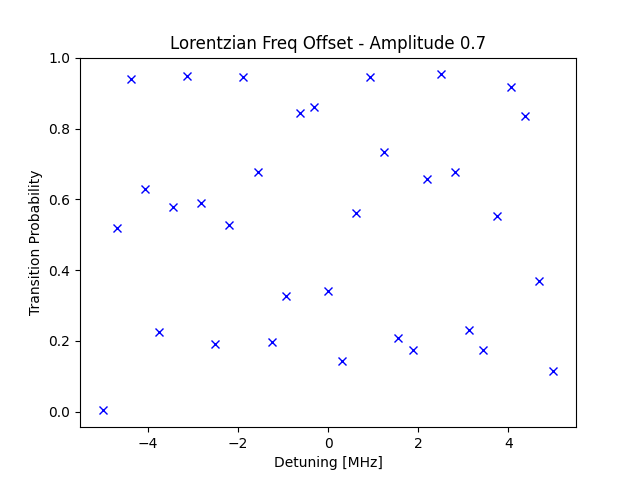 Lorentzian Freq Offset - Amplitude 0.7
1.0
0.8
0.6
0.4
0.2
0.0
Transition Probability
−4 −2 0 2 4
Detuning [MHz]